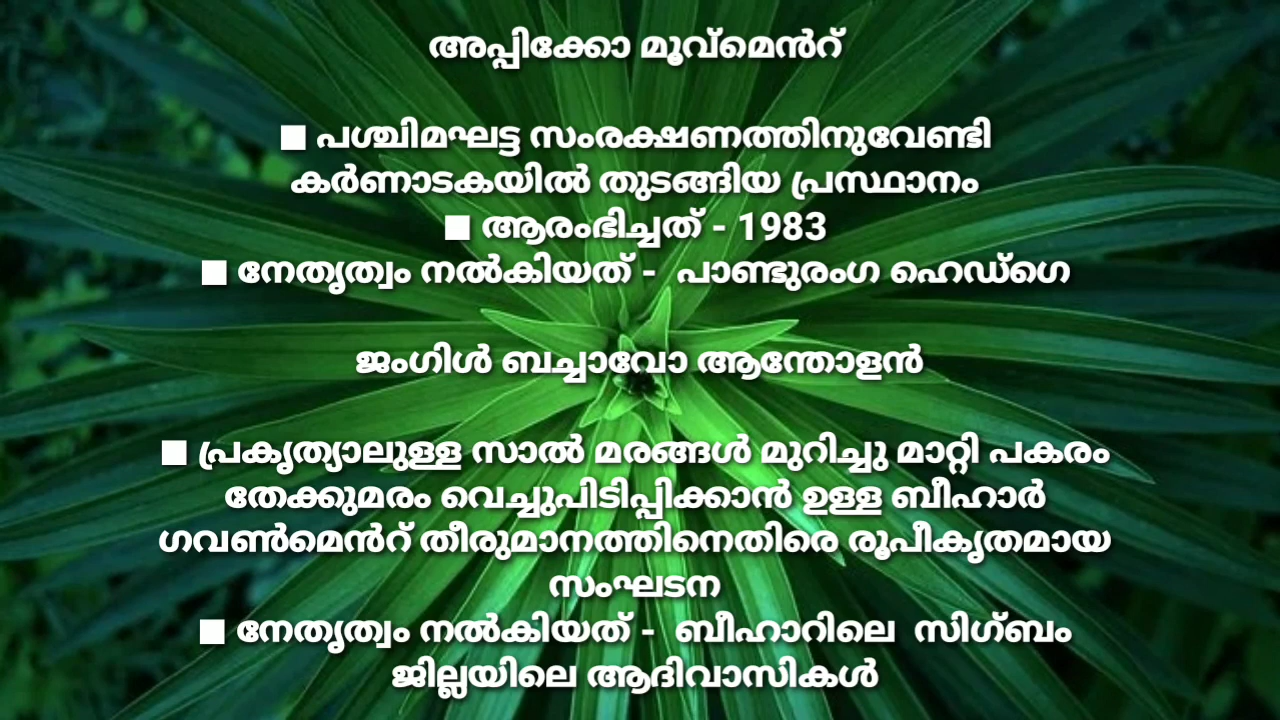 അപ്പിക്കോ മൂവ്മെൻറ്
■ പശ്ചിമഘട്ട സംരക്ഷണത്തിനുവേണ്ടി
കർണാടകയിൽ തുടങ്ങിയ പ്രസ്ഥാനം
■ ആരംഭിച്ചത് - 1983
■ നേതൃത്വം നൽകിയത് - പാണ്ടുരംഗ ഹെഡ്ഗെ
ജംഗിൾ ബച്ചാവോ ആന്തോളൻ
■ പ്രകൃത്യാലുള്ള സാൽ മരങ്ങൾ മുറിച്ചു മാറ്റി പകരം
തേക്കുമരം വെച്ചുപിടിപ്പിക്കാൻ ഉള്ള ബീഹാർ
ഗവൺമെൻറ് തീരുമാനത്തിനെതിരെ രൂപീകൃതമായ
സംഘടന
■ നേതൃത്വം നൽകിയത് - ബീഹാറിലെ സിഗ്ബം
ജില്ലയിലെ ആദിവാസികൾ